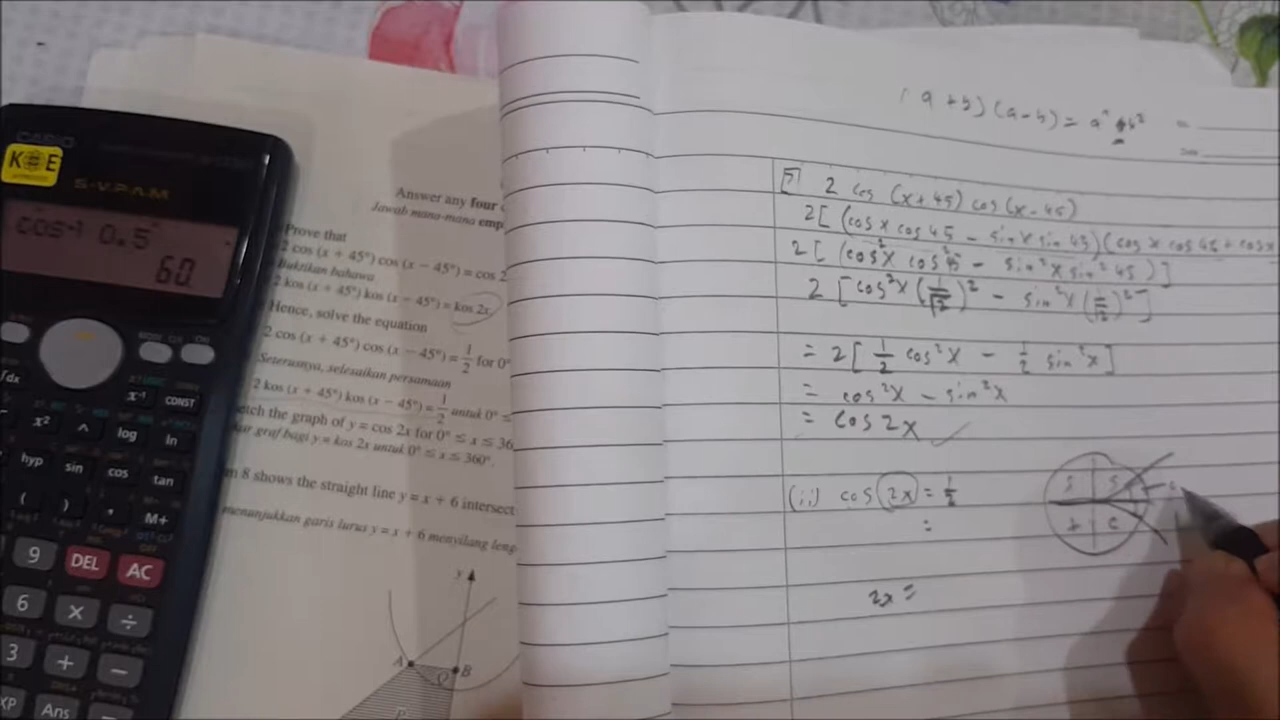 CASIO
K E
S-V.P.A.M.
cos-1 0.5
60
x-1
CONST
x²
^
log
ln
hyp
sin
cos
tan
(
)
,
M+
9
DEL
AC
6
×
÷
3
+
−
Ans
Answer any four
Jawab mana-mana emp
Prove that
2 cos (x + 45°) cos (x − 45°) = cos 2
Buktikan bahawa
2 kos (x + 45°) kos (x − 45°) = kos 2x.
Hence, solve the equation
2 cos (x + 45°) cos (x − 45°) = 1/2 for 0°
Seterusnya, selesaikan persamaan
2 kos (x + 45°) kos (x − 45°) = 1/2 untuk 0° ≤
etch the graph of y = cos 2x for 0° ≤ x ≤ 36
graf bagi y = kos 2x untuk 0° ≤ x ≤ 360°.
8 shows the straight line y = x + 6 intersect
menunjukkan garis lurus y = x + 6 menyilang leng
y
A
Q
B
P
(a+b)(a-b) = a² b²
Date
2 cos (x+45) cos (x-45)
2[(cos x cos 45 - sin x sin 45)(cos x cos 45 + cos x
2[(cos²x cos²45 - sin²x sin²45)]
2[cos²x (1/√2)² - sin²x (1/√2)²]
= 2[1/2 cos²x - 1/2 sin²x]
= cos²x - sin²x
= cos 2x ✓
(ii) cos 2x = 1/2
=
2x =